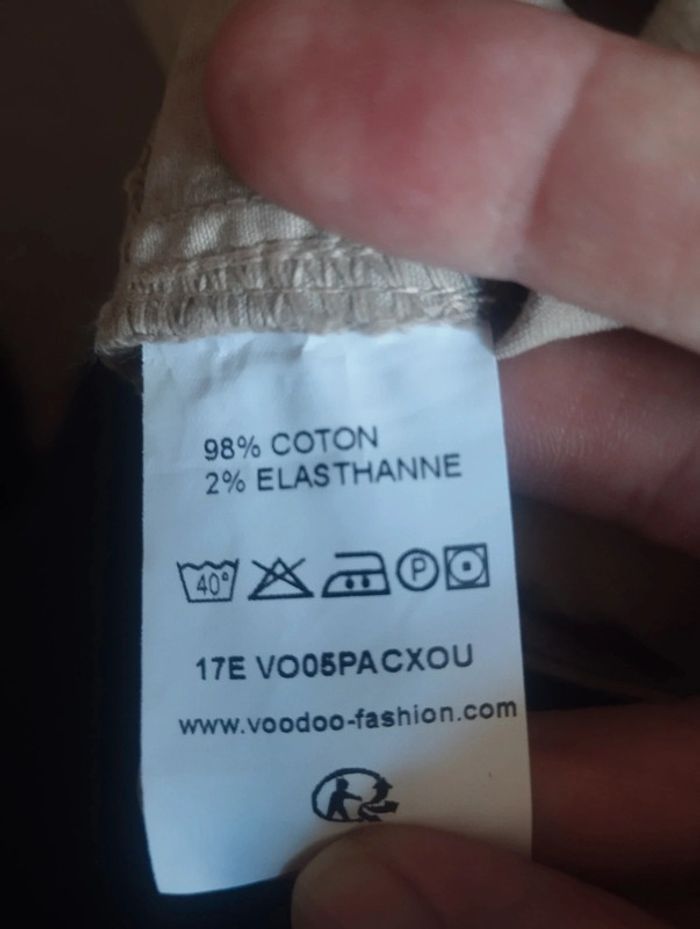 98% COTON
2% ELASTHANNE
40° P
17E VO05PACXOU
www.voodoo-fashion.com